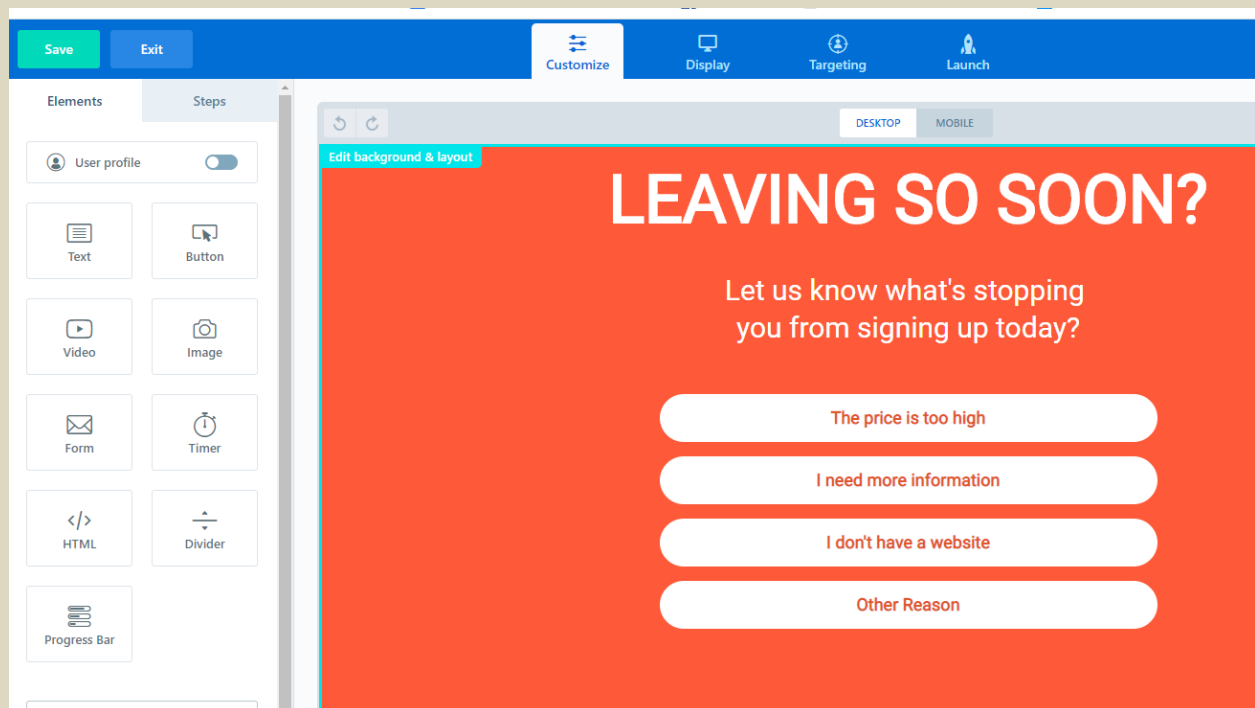 Save
Exit
Customize
Display
Targeting
Launch
Elements
Steps
User profile
Text
Button
Video
Image
Form
Timer
</>
HTML
Divider
Progress Bar
DESKTOP
MOBILE
Edit background & layout
LEAVING SO SOON?
Let us know what's stopping
you from signing up today?
The price is too high
I need more information
I don't have a website
Other Reason